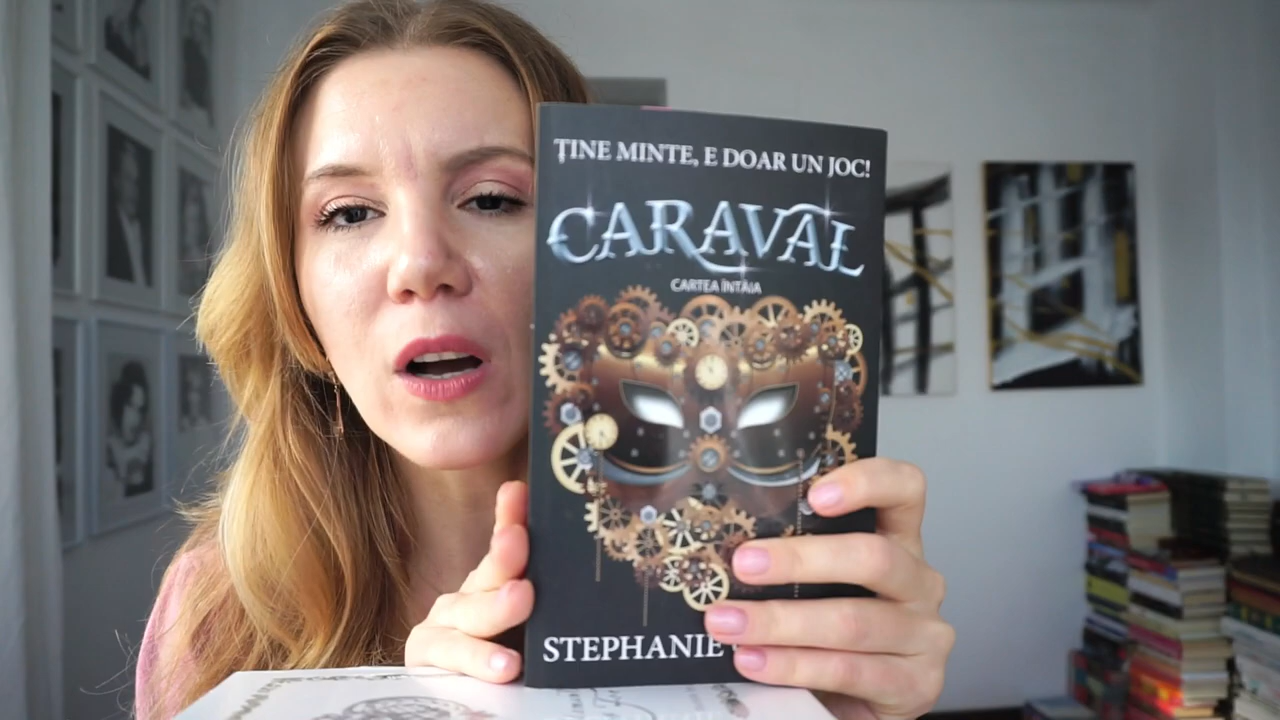 ȚINE MINTE, E DOAR UN JOC!
CARAVAL
CARTEA ÎNTÂIA
STEPHANIE